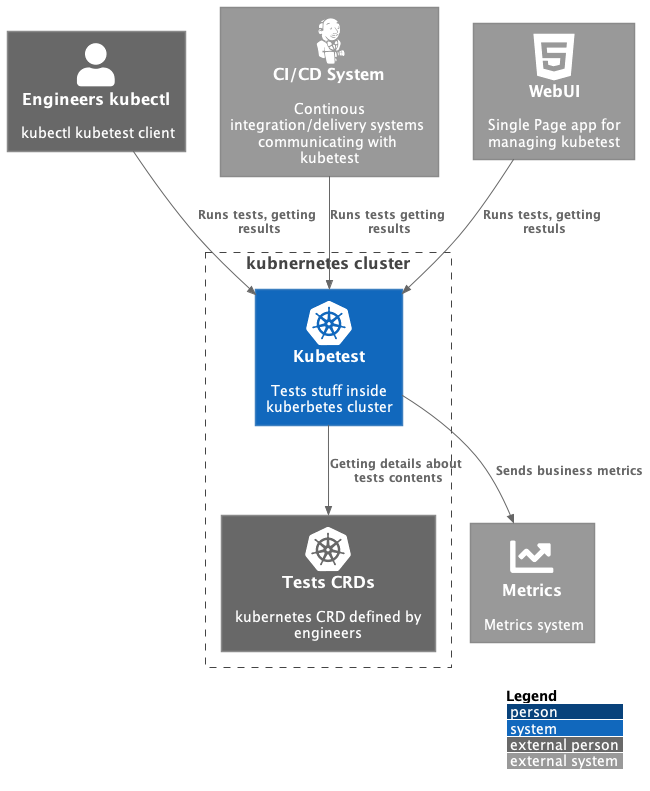 Engineers kubectl
kubectl kubetest client
CI/CD System
Continous
integration/delivery systems
communicating with
kubetest
WebUI
Single Page app for
managing kubetest
Runs tests, getting
results
Runs tests getting
results
Runs tests, getting
restuls
kubnernetes cluster
Kubetest
Tests stuff inside
kuberbetes cluster
Getting details about
tests contents
Sends business metrics
Tests CRDs
kubernetes CRD defined by
engineers
Metrics
Metrics system
Legend
person
system
external person
external system